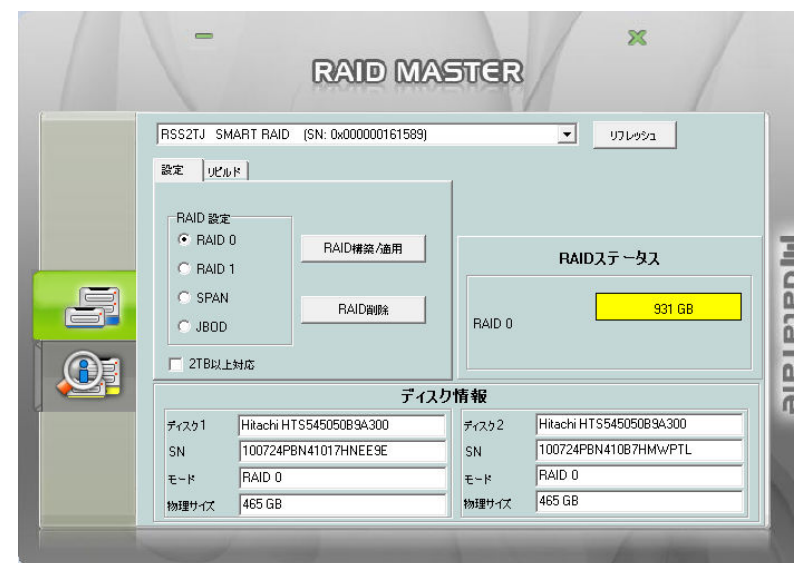 RAID MASTER
RSS2TJ SMART RAID (SN: 0x000000161589)
リフレッシュ
設定
リビルド
RAID 設定
RAID 0
RAID 1
SPAN
JBOD
RAID構築/適用
RAID削除
2TB以上対応
RAIDステータス
RAID 0
931 GB
ディスク情報
ディスク1
Hitachi HTS545050B9A300
SN
100724PBN41017HNEE9E
モード
RAID 0
物理サイズ
465 GB
ディスク2
Hitachi HTS545050B9A300
SN
100724PBN410B7HMWPTL
モード
RAID 0
物理サイズ
465 GB